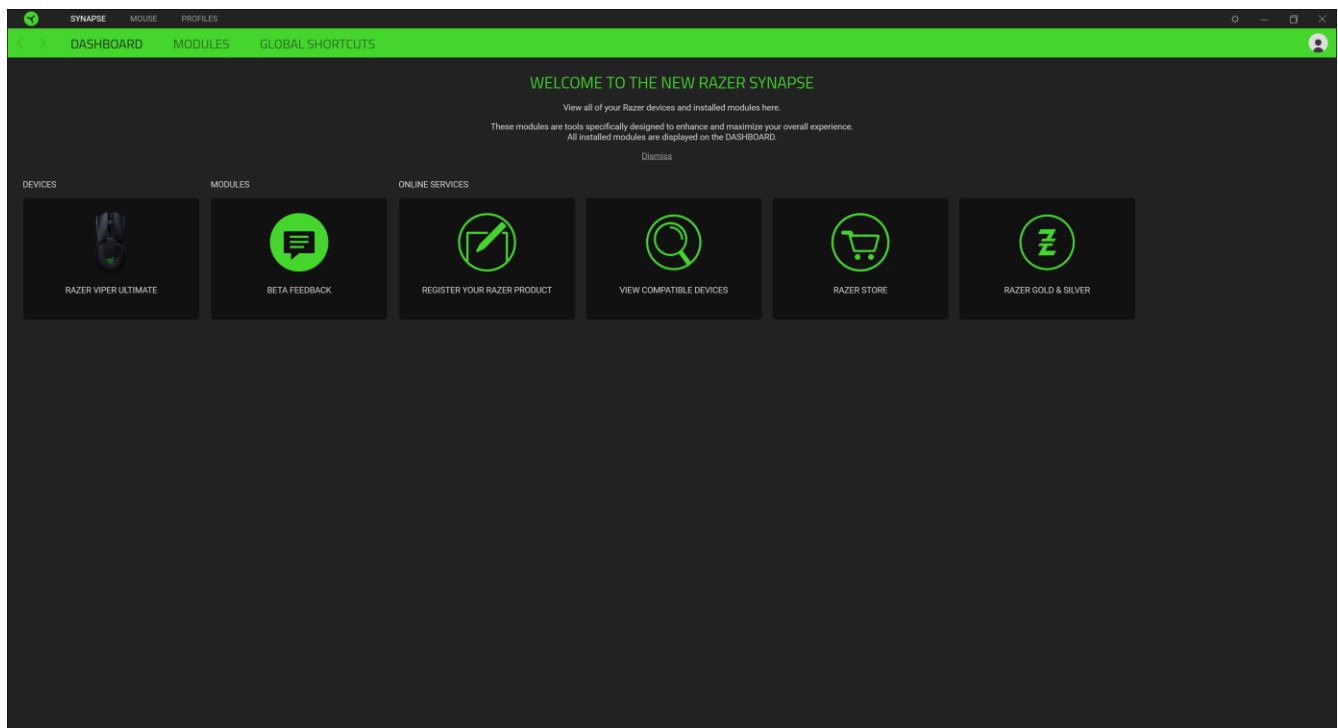 SYNAPSE MOUSE PROFILES
DASHBOARD MODULES GLOBAL SHORTCUTS
WELCOME TO THE NEW RAZER SYNAPSE
View all of your Razer devices and installed modules here.
These modules are tools specifically designed to enhance and maximize your overall experience.
All installed modules are displayed on the DASHBOARD.
Dismiss
DEVICES MODULES ONLINE SERVICES
RAZER VIPER ULTIMATE BETA FEEDBACK REGISTER YOUR RAZER PRODUCT VIEW COMPATIBLE DEVICES RAZER STORE RAZER GOLD & SILVER